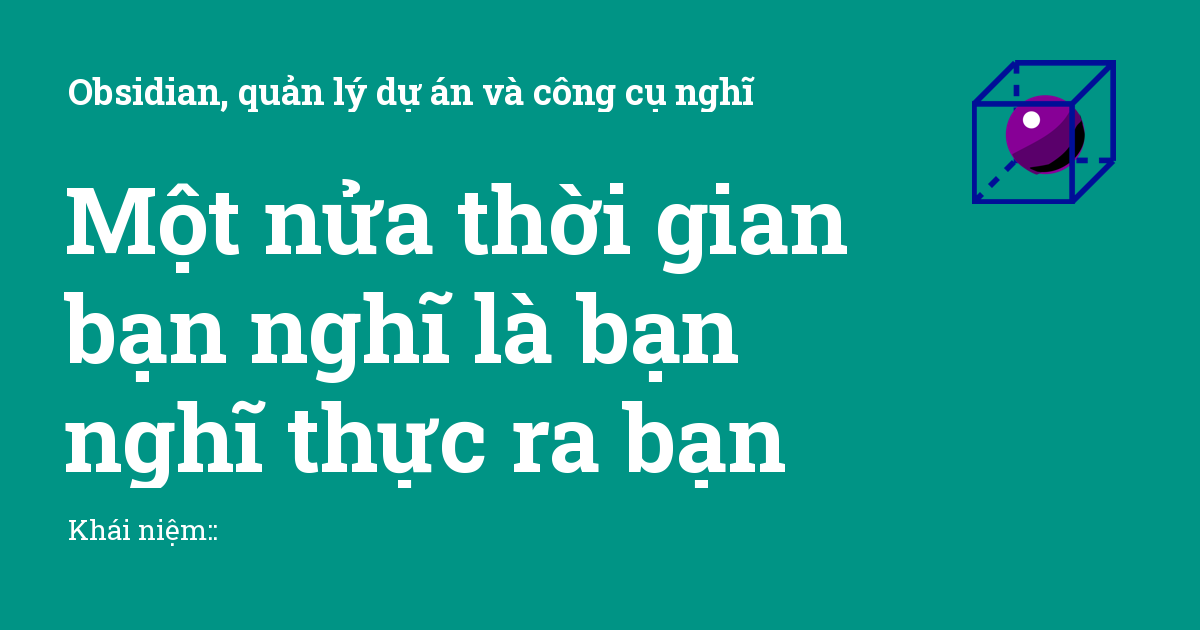 Obsidian, quản lý dự án và công cụ nghĩ
Một nửa thời gian
bạn nghĩ là bạn
nghĩ thực ra bạn
Khái niệm::